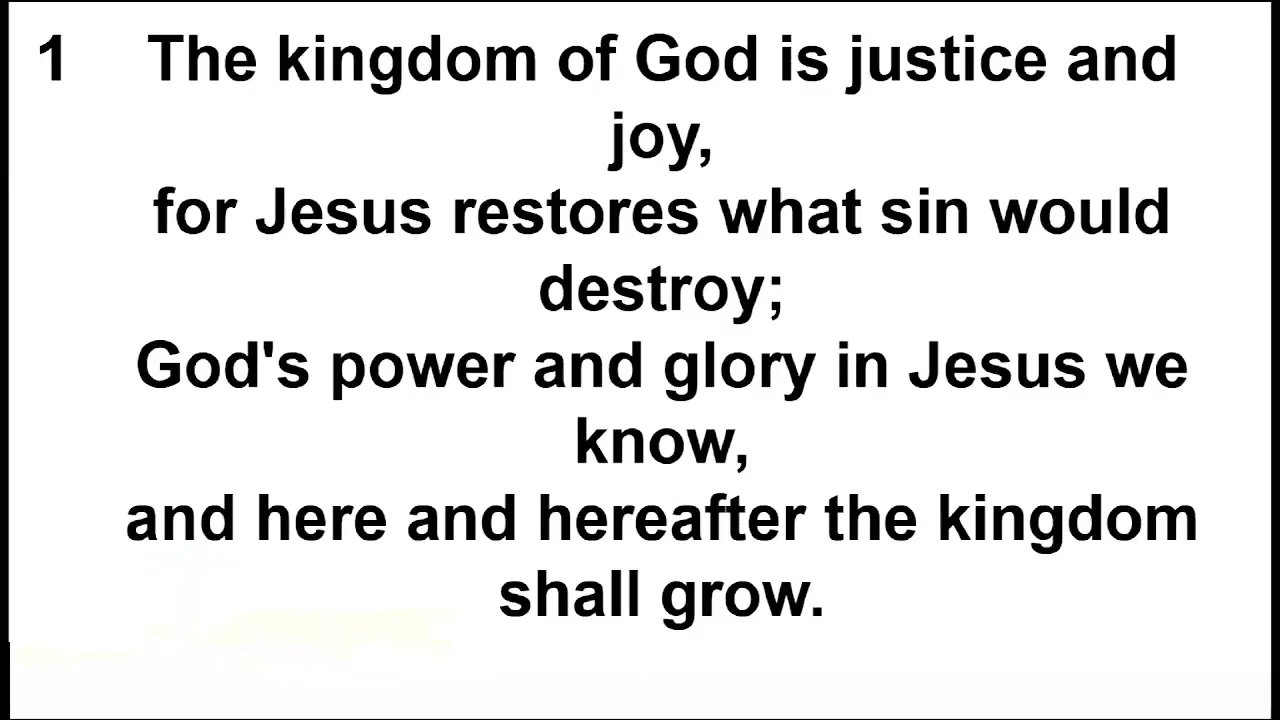 1 The kingdom of God is justice and
joy,
for Jesus restores what sin would
destroy;
God's power and glory in Jesus we
know,
and here and hereafter the kingdom
shall grow.